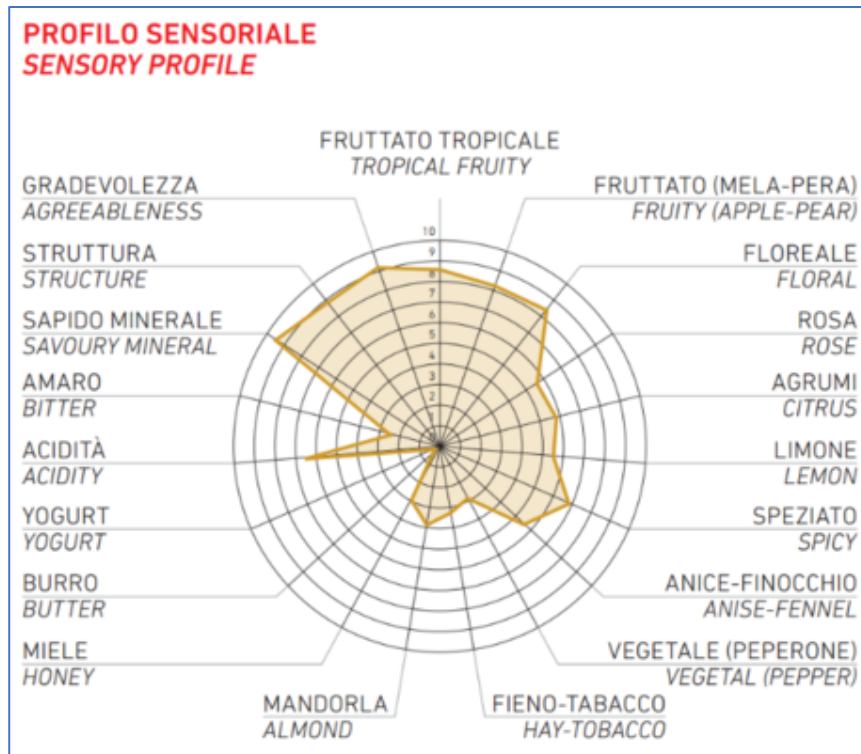 PROFILO SENSORIALE
SENSORY PROFILE
FRUTTATO TROPICALE
TROPICAL FRUITY
GRADEVOLEZZA
AGREEABLENESS
FRUTTATO (MELA-PERA)
FRUITY (APPLE-PEAR)
STRUTTURA
STRUCTURE
FLOREALE
FLORAL
SAPIDO MINERALE
SAVOURY MINERAL
ROSA
ROSE
AMARO
BITTER
AGRUMI
CITRUS
ACIDITÀ
ACIDITY
LIMONE
LEMON
YOGURT
YOGURT
SPEZIATO
SPICY
BURRO
BUTTER
ANICE-FINOCCHIO
ANISE-FENNEL
MIELE
HONEY
VEGETALE (PEPERONE)
VEGETAL (PEPPER)
MANDORLA
ALMOND
FIENO-TABACCO
HAY-TOBACCO
10
9
8
7
6
5
4
3
2
1